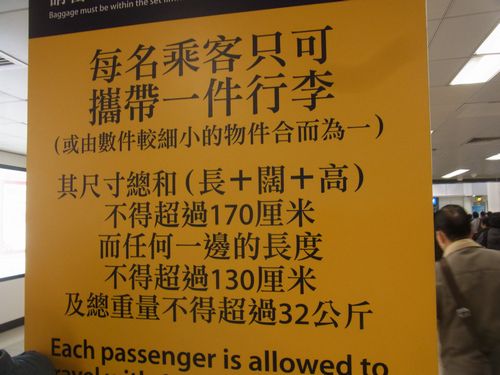 Baggage must be within the set
每名乘客只可
攜帶一件行李
(或由數件較細小的物件合而為一)
其尺寸總和(長+闊+高)
不得超過170厘米
而任何一邊的長度
不得超過130厘米
及總重量不得超過32公斤
Each passenger is allowed to